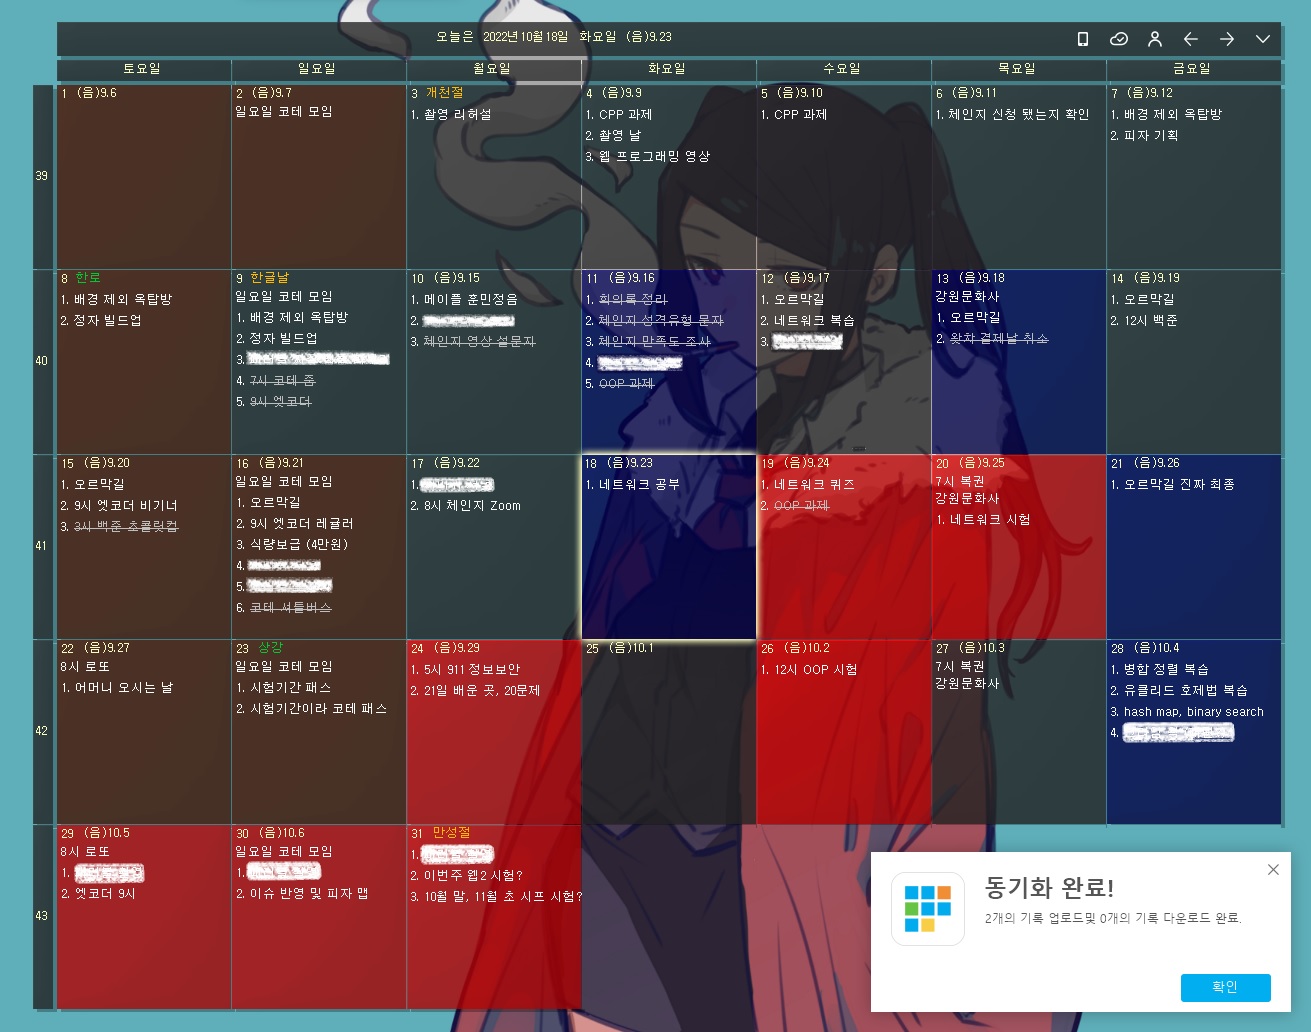 오늘은 2022년10월18일 화요일 (음)9.23
토요일 일요일 월요일 화요일 수요일 목요일 금요일
39
1 (음)9.6
2 (음)9.7
일요일 코테 모임
3 개천절
1. 촬영 리허설
4 (음)9.9
1. CPP 과제
2. 촬영 날
3. 웹 프로그래밍 영상
5 (음)9.10
1. CPP 과제
6 (음)9.11
1. 체인지 신청 됐는지 확인
7 (음)9.12
1. 배경 제외 옥탑방
2. 피자 기획
40
8 한로
1. 배경 제외 옥탑방
2. 정자 빌드업
9 한글날
일요일 코테 모임
1. 배경 제외 옥탑방
2. 정자 빌드업
3.
4. 7시 코테 줌
5. 9시 엣코더
10 (음)9.15
1. 메이플 훈민정음
2.
3. 체인지 영상 설문지
11 (음)9.16
1. 회의록 정리
2. 체인지 성격유형 문자
3. 체인지 만족도 조사
4.
5. OOP 과제
12 (음)9.17
1. 오르막길
2. 네트워크 복습
3.
13 (음)9.18
강원문화사
1. 오르막길
2. 왓챠 결제날 취소
14 (음)9.19
1. 오르막길
2. 12시 백준
41
15 (음)9.20
1. 오르막길
2. 9시 엣코더 비기너
3. 3시 백준 초콜릿컵
16 (음)9.21
일요일 코테 모임
1. 오르막길
2. 9시 엣코더 레귤러
3. 식량보급 (4만원)
4.
5.
6. 코테 셔틀버스
17 (음)9.22
1.
2. 8시 체인지 Zoom
18 (음)9.23
1. 네트워크 공부
19 (음)9.24
1. 네트워크 퀴즈
2. OOP 과제
20 (음)9.25
7시 복권
강원문화사
1. 네트워크 시험
21 (음)9.26
1. 오르막길 진짜 최종
42
22 (음)9.27
8시 로또
1. 어머니 오시는 날
23 상강
일요일 코테 모임
1. 시험기간 패스
2. 시험기간이라 코테 패스
24 (음)9.29
1. 5시 911 정보보안
2. 21일 배운 곳, 20문제
25 (음)10.1
26 (음)10.2
1. 12시 OOP 시험
27 (음)10.3
7시 복권
강원문화사
28 (음)10.4
1. 병합 정렬 복습
2. 유클리드 호제법 복습
3. hash map, binary search
4.
43
29 (음)10.5
8시 로또
1.
2. 엣코더 9시
30 (음)10.6
일요일 코테 모임
1.
2. 이슈 반영 및 피자 맵
31 만성절
1.
2. 이번주 웹2 시험?
3. 10월 말, 11월 초 시프 시험?
동기화 완료!
2개의 기록 업로드및 0개의 기록 다운로드 완료.
확인